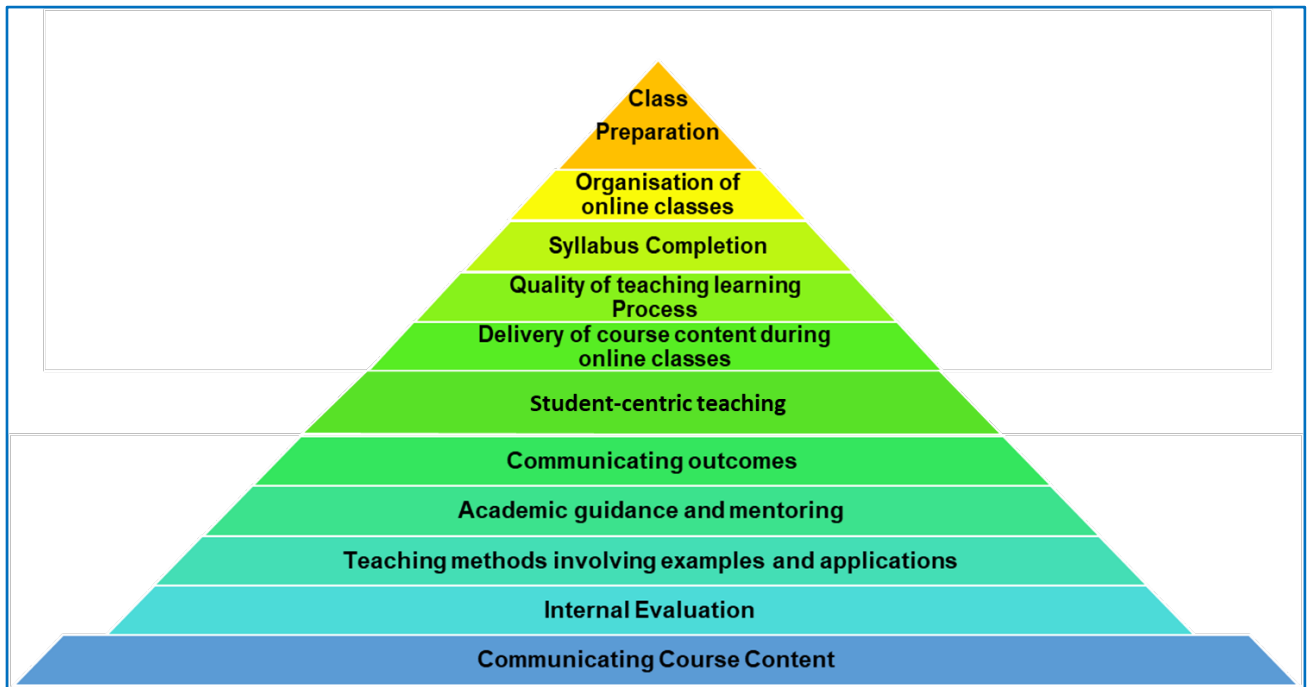 Class
Preparation
Organisation of
online classes
Syllabus Completion
Quality of teaching learning
Process
Delivery of course content during
online classes
Student-centric teaching
Communicating outcomes
Academic guidance and mentoring
Teaching methods involving examples and applications
Internal Evaluation
Communicating Course Content